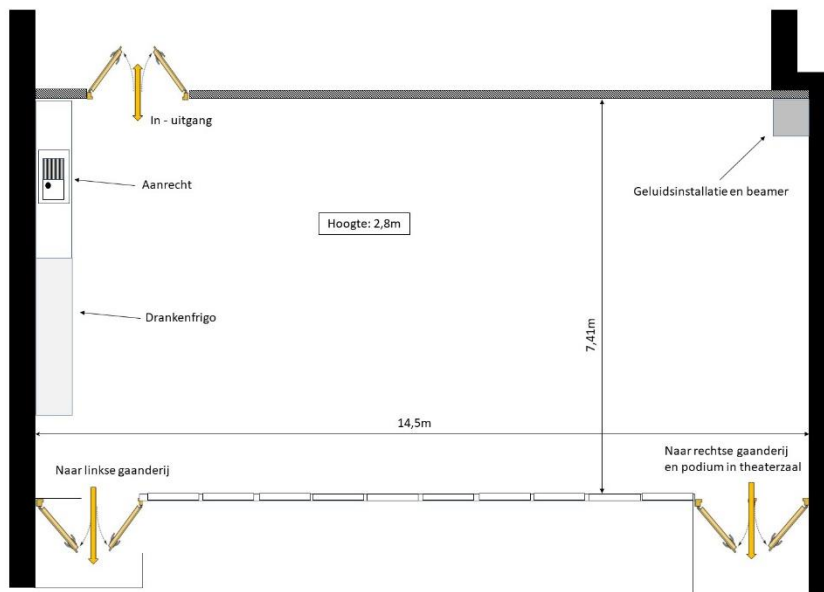 In - uitgang
Aanrecht
Geluidsinstallatie en beamer
Hoogte: 2,8m
Drankenfrigo
7,41m
14,5m
Naar linkse gaanderij
Naar rechtse gaanderij
en podium in theaterzaal